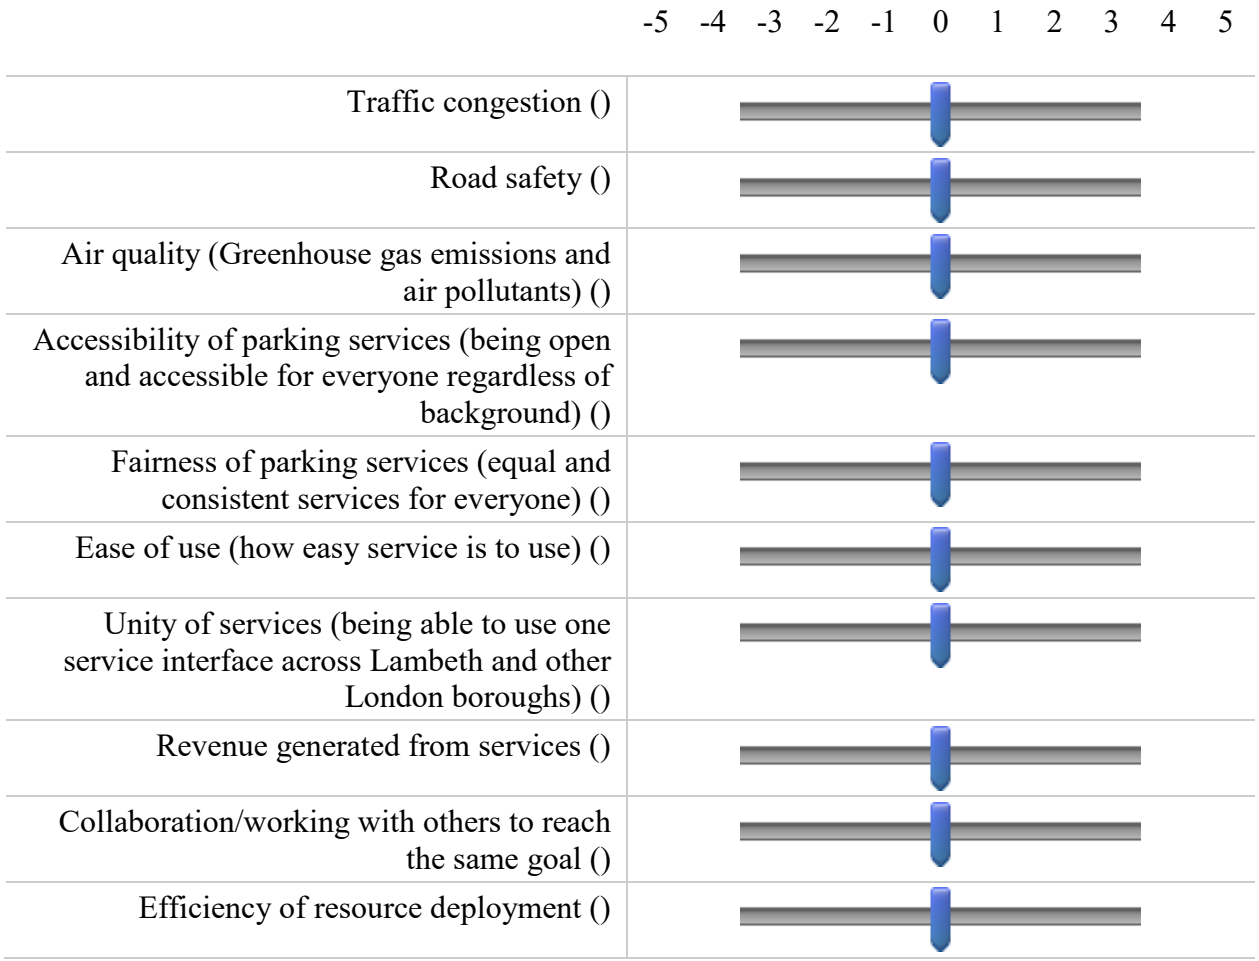 -5 -4 -3 -2 -1 0 1 2 3 4 5
Traffic congestion ()
Road safety ()
Air quality (Greenhouse gas emissions and
air pollutants) ()
Accessibility of parking services (being open
and accessible for everyone regardless of
background) ()
Fairness of parking services (equal and
consistent services for everyone) ()
Ease of use (how easy service is to use) ()
Unity of services (being able to use one
service interface across Lambeth and other
London boroughs) ()
Revenue generated from services ()
Collaboration/working with others to reach
the same goal ()
Efficiency of resource deployment ()